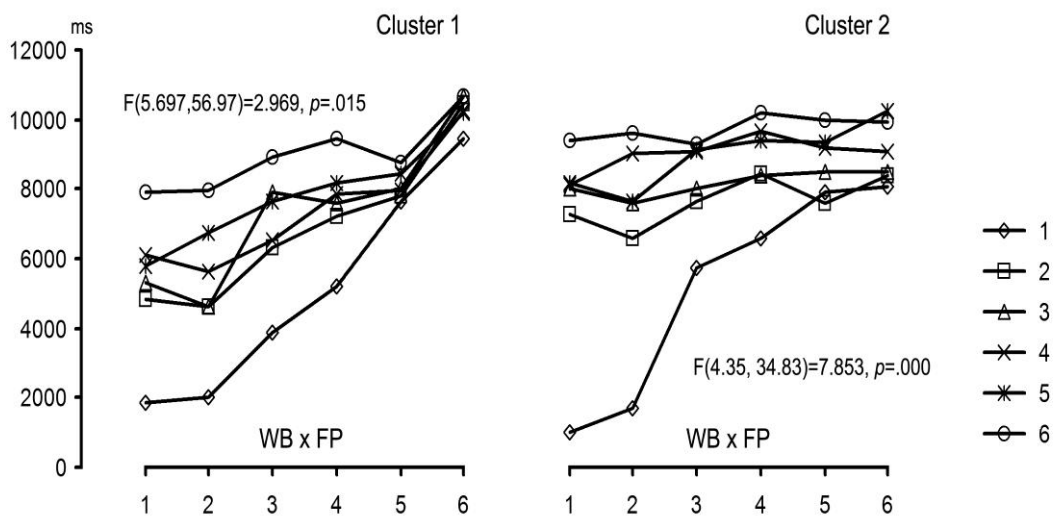 ms
Cluster 1
Cluster 2
12000
10000
8000
6000
4000
2000
0
F(5.697,56.97)=2.969, p=.015
F(4.35, 34.83)=7.853, p=.000
WB x FP
WB x FP
1 2 3 4 5 6
1 2 3 4 5 6
1
2
3
4
5
6